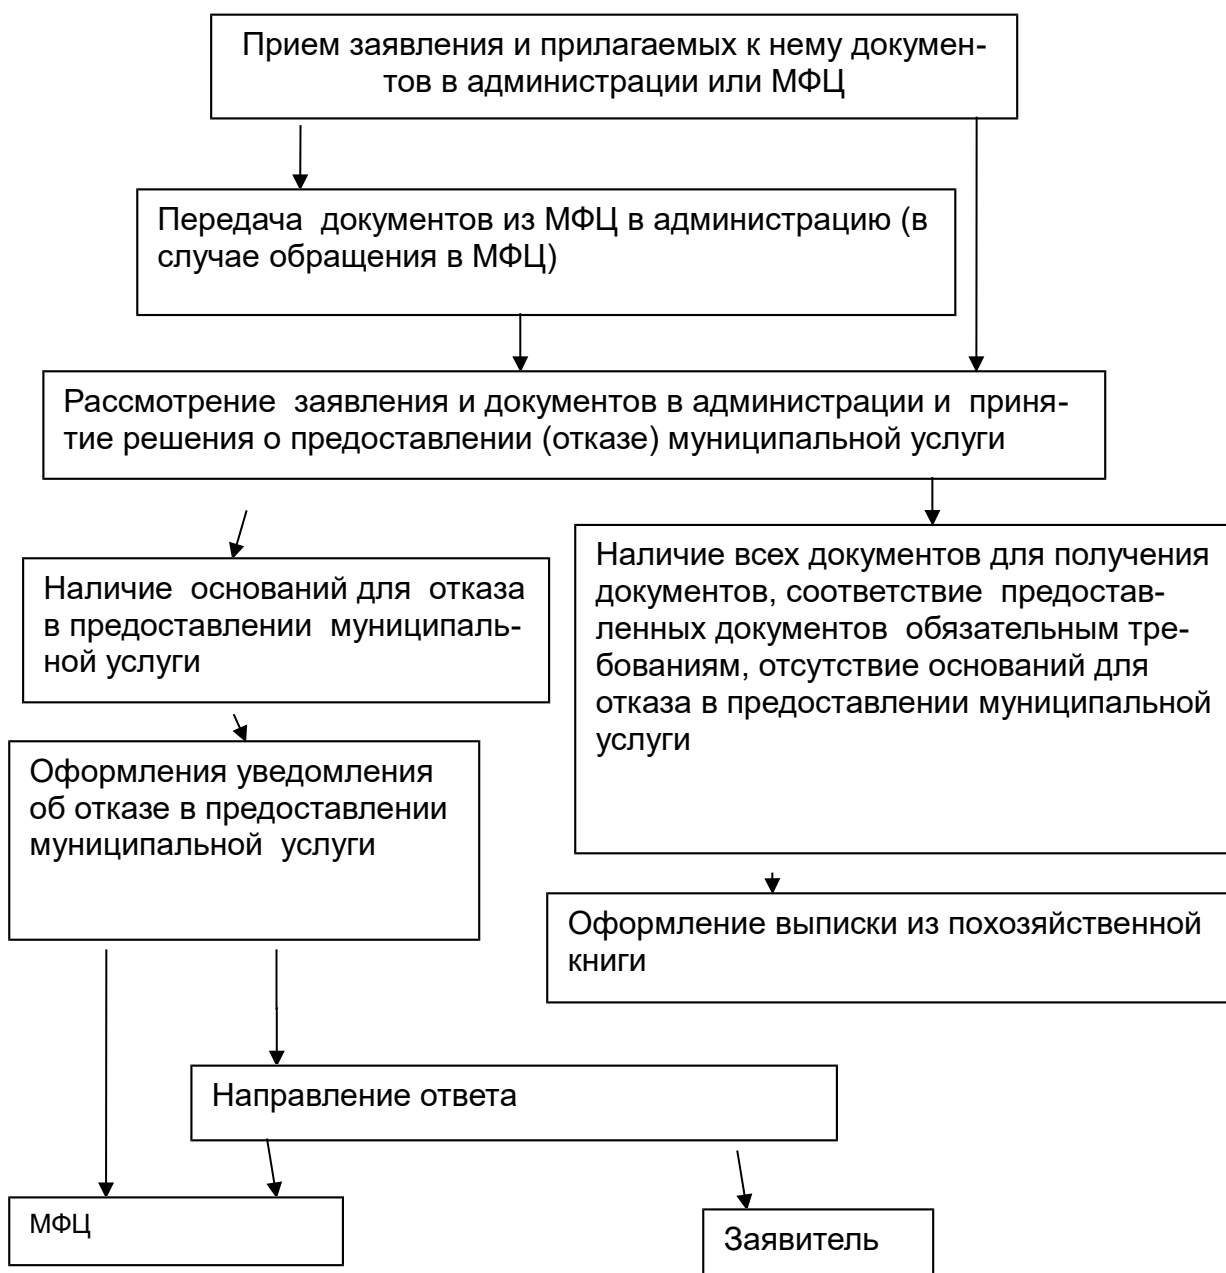 Прием заявления и прилагаемых к нему докумен-
тов в администрации или МФЦ
Передача документов из МФЦ в администрацию (в
случае обращения в МФЦ)
Рассмотрение заявления и документов в администрации и приня-
тие решения о предоставлении (отказе) муниципальной услуги
Наличие оснований для отказа
в предоставлении муниципаль-
ной услуги
Наличие всех документов для получения
документов, соответствие предостав-
ленных документов обязательным тре-
бованиям, отсутствие оснований для
отказа в предоставлении муниципальной
услуги
Оформления уведомления
об отказе в предоставлении
муниципальной услуги
Оформление выписки из похозяйственной
книги
Направление ответа
МФЦ
Заявитель